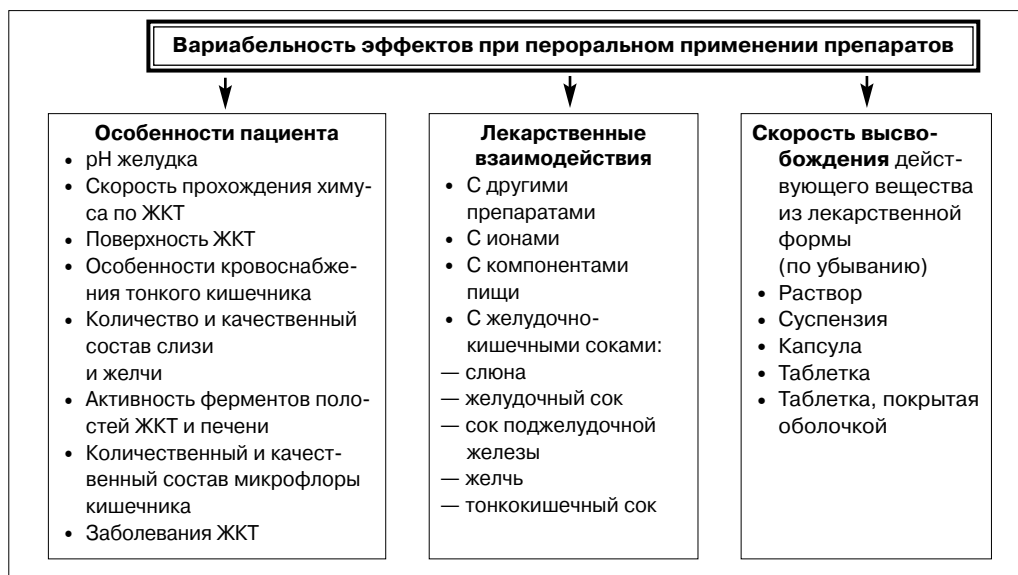 Вариабельность эффектов при пероральном применении препаратов
Особенности пациента
• pH желудка
• Скорость прохождения химу-
са по ЖКТ
• Поверхность ЖКТ
• Особенности кровоснабже-
ния тонкого кишечника
• Количество и качественный
состав слизи
и желчи
• Активность ферментов поло-
стей ЖКТ и печени
• Количественный и качест-
венный состав микрофлоры
кишечника
• Заболевания ЖКТ
Лекарственные
взаимодействия
• С другими
препаратами
• С ионами
• С компонентами
пищи
• С желудочно-
кишечными соками:
— слюна
— желудочный сок
— сок поджелудочной
железы
— желчь
— тонкокишечный сок
Скорость высво-
бождения дейст-
вующего вещества
из лекарственной
формы
(по убыванию)
• Раствор
• Суспензия
• Капсула
• Таблетка
• Таблетка, покрытая
оболочкой